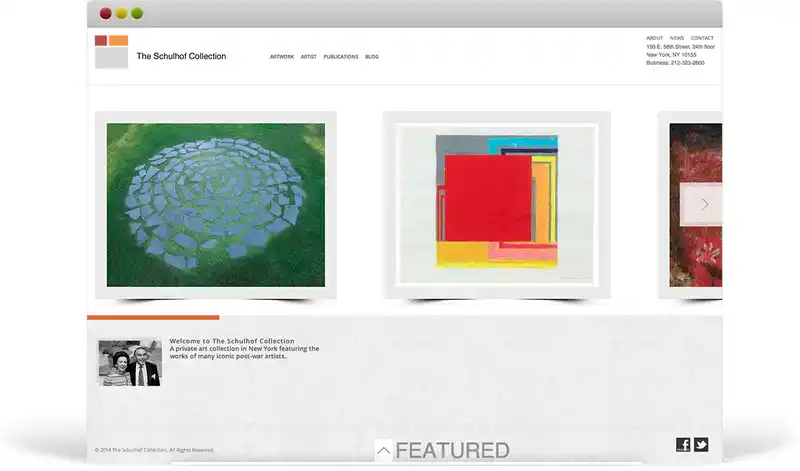 The Schulhof Collection
ARTWORK ARTIST PUBLICATIONS BLOG
ABOUT NEWS CONTACT
150 E. 58th Street, 24th floor
New York, NY 10155
Business: 212-323-2600
Welcome to The Schulhof Collection
A private art collection in New York featuring the
works of many iconic post-war artists.
© 2014 The Schulhof Collection, All Rights Reserved.
FEATURED